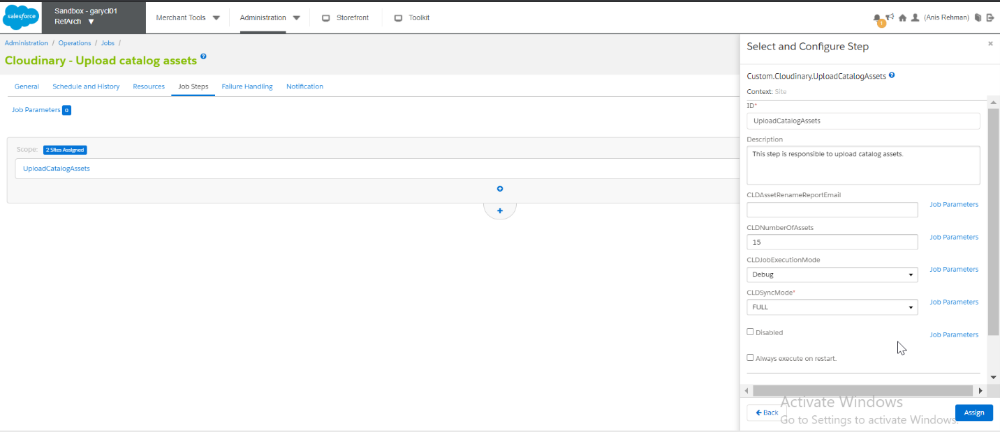 salesforce
Sandbox - garycl01
RefArch
Merchant Tools
Administration
Storefront
Toolkit
1
(Anis Rehman)
Administration / Operations / Jobs /
Cloudinary - Upload catalog assets ?
General
Schedule and History
Resources
Job Steps
Failure Handling
Notification
Job Parameters 0
Scope: 2 Sites Assigned
UploadCatalogAssets
Select and Configure Step ×
Custom.Cloudinary.UploadCatalogAssets ?
Context: Site
ID*
UploadCatalogAssets
Description
This step is responsible to upload catalog assets.
CLDAssetRenameReportEmail
Job Parameters
CLDNumberOfAssets
15
Job Parameters
CLDJobExecutionMode
Debug
Job Parameters
CLDSyncMode*
FULL
Job Parameters
Disabled
Job Parameters
Always execute on restart.
Activate Windows
Go to Settings to activate Windows.
Back
Assign